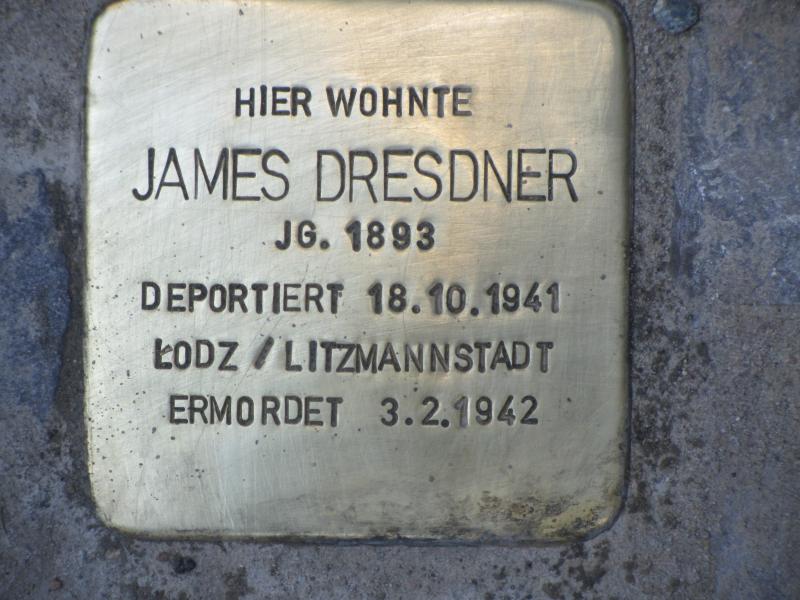 HIER WOHNTE
JAMES DRESDNER
JG. 1893
DEPORTIERT 18.10.1941
ŁODZ / LITZMANNSTADT
ERMORDET 3.2.1942